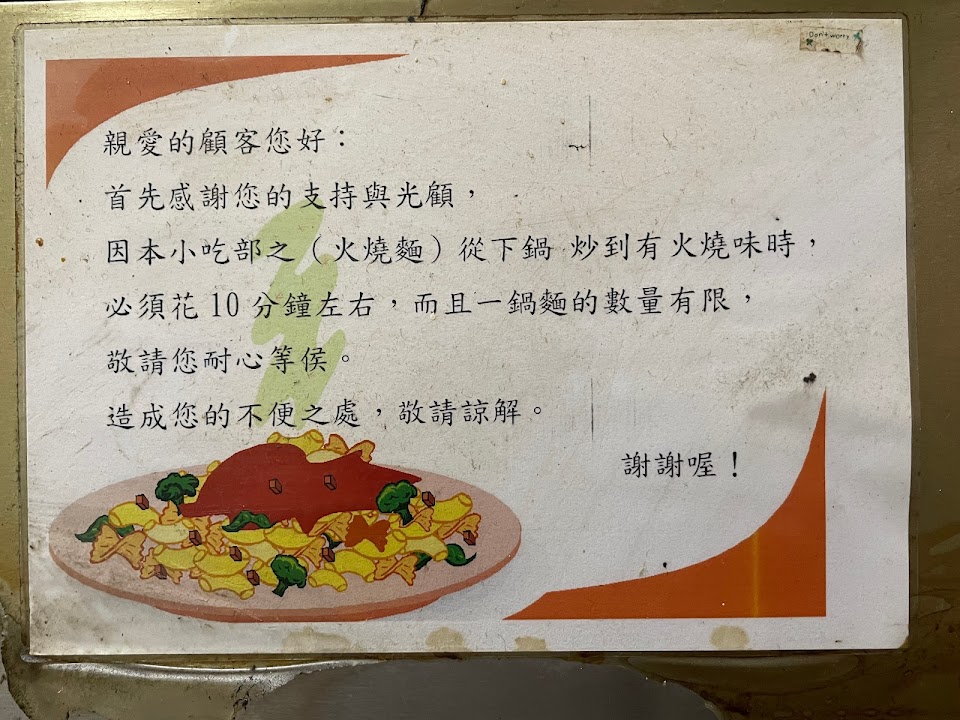 Don't worry
親愛的顧客您好：
首先感謝您的支持與光顧，
因本小吃部之（火燒麵）從下鍋 炒到有火燒味時，
必須花 10 分鐘左右，而且一鍋麵的數量有限，
敬請您耐心等侯。
造成您的不便之處，敬請諒解。
謝謝喔！